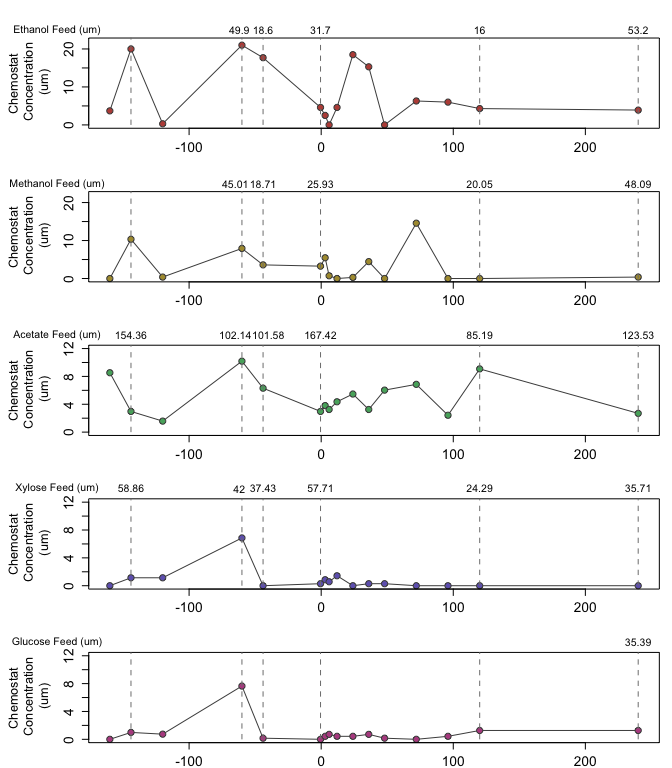 Ethanol Feed (um) 49.9 18.6 31.7 16 53.2
Chemostat
Concentration
(um)
20
10
0
-100 0 100 200
Methanol Feed (um) 45.01 18.71 25.93 20.05 48.09
Chemostat
Concentration
(um)
20
10
0
-100 0 100 200
Acetate Feed (um) 154.36 102.14 101.58 167.42 85.19 123.53
Chemostat
Concentration
(um)
12
8
4
0
-100 0 100 200
Xylose Feed (um) 58.86 42 37.43 57.71 24.29 35.71
Chemostat
Concentration
(um)
12
8
4
0
-100 0 100 200
Glucose Feed (um) 35.39
Chemostat
Concentration
(um)
12
8
4
0
-100 0 100 200